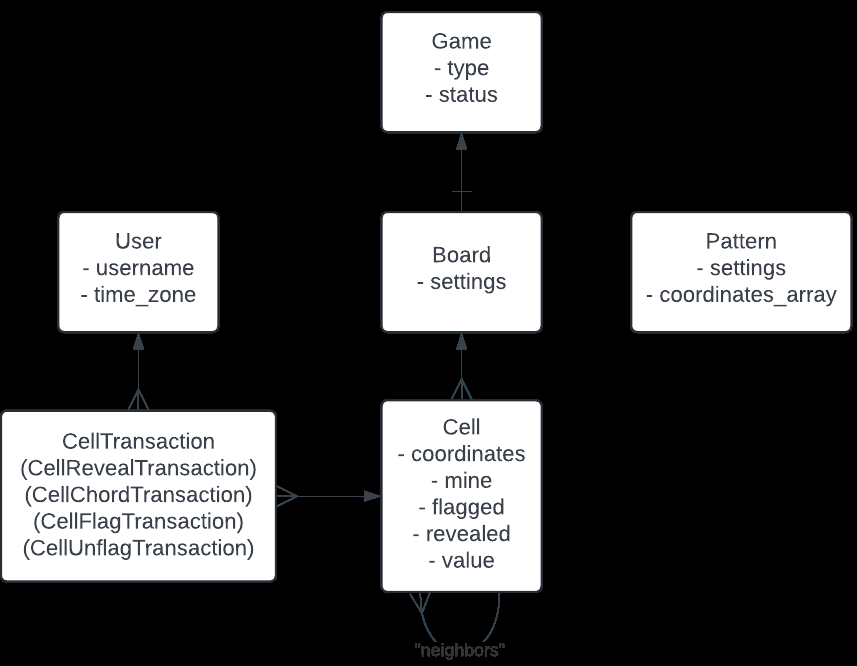 Game
- type
- status
User
- username
- time_zone
Board
- settings
Pattern
- settings
- coordinates_array
CellTransaction
(CellRevealTransaction)
(CellChordTransaction)
(CellFlagTransaction)
(CellUnflagTransaction)
Cell
- coordinates
- mine
- flagged
- revealed
- value
"neighbors"